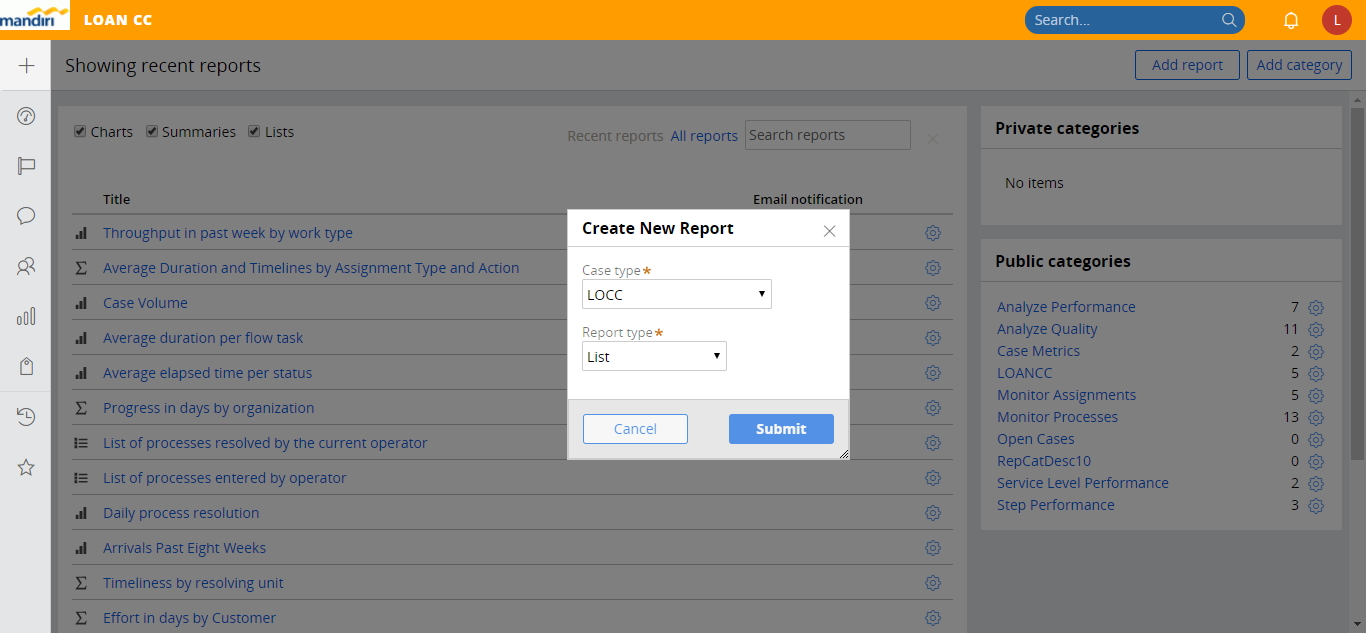 mandiri
LOAN CC
Search...
L
Showing recent reports
Add report
Add category
Charts
Summaries
Lists
Recent reports
All reports
Search reports
Title
Email notification
Throughput in past week by work type
Average Duration and Timelines by Assignment Type and Action
Case Volume
Average duration per flow task
Average elapsed time per status
Progress in days by organization
List of processes resolved by the current operator
List of processes entered by operator
Daily process resolution
Arrivals Past Eight Weeks
Timeliness by resolving unit
Effort in days by Customer
Create New Report
Case type*
LOCC
Report type*
List
Cancel
Submit
Private categories
No items
Public categories
Analyze Performance 7
Analyze Quality 11
Case Metrics 2
LOANCC 5
Monitor Assignments 5
Monitor Processes 13
Open Cases 0
RepCatDesc10 0
Service Level Performance 2
Step Performance 3